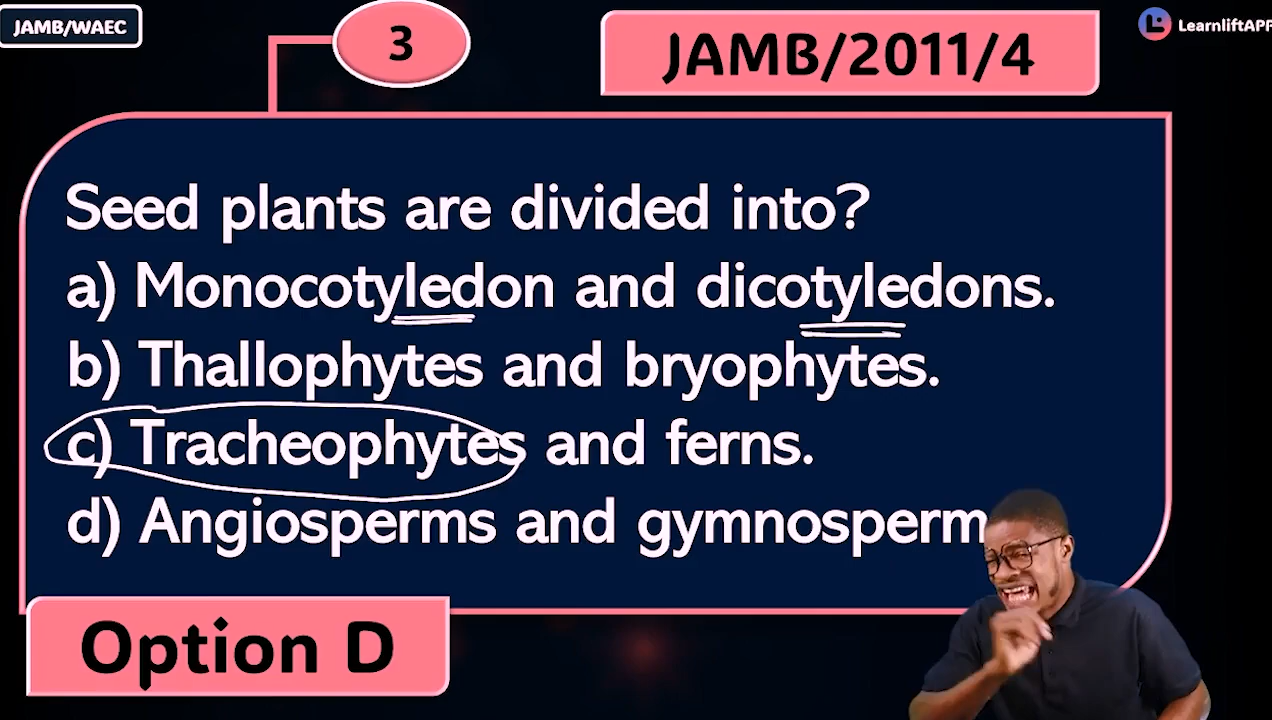 JAMB/WAEC
3
JAMB/2011/4
LearnliftAPP
Seed plants are divided into?
a) Monocotyledon and dicotyledons.
b) Thallophytes and bryophytes.
c) Tracheophytes and ferns.
d) Angiosperms and gymnosperm
Option D